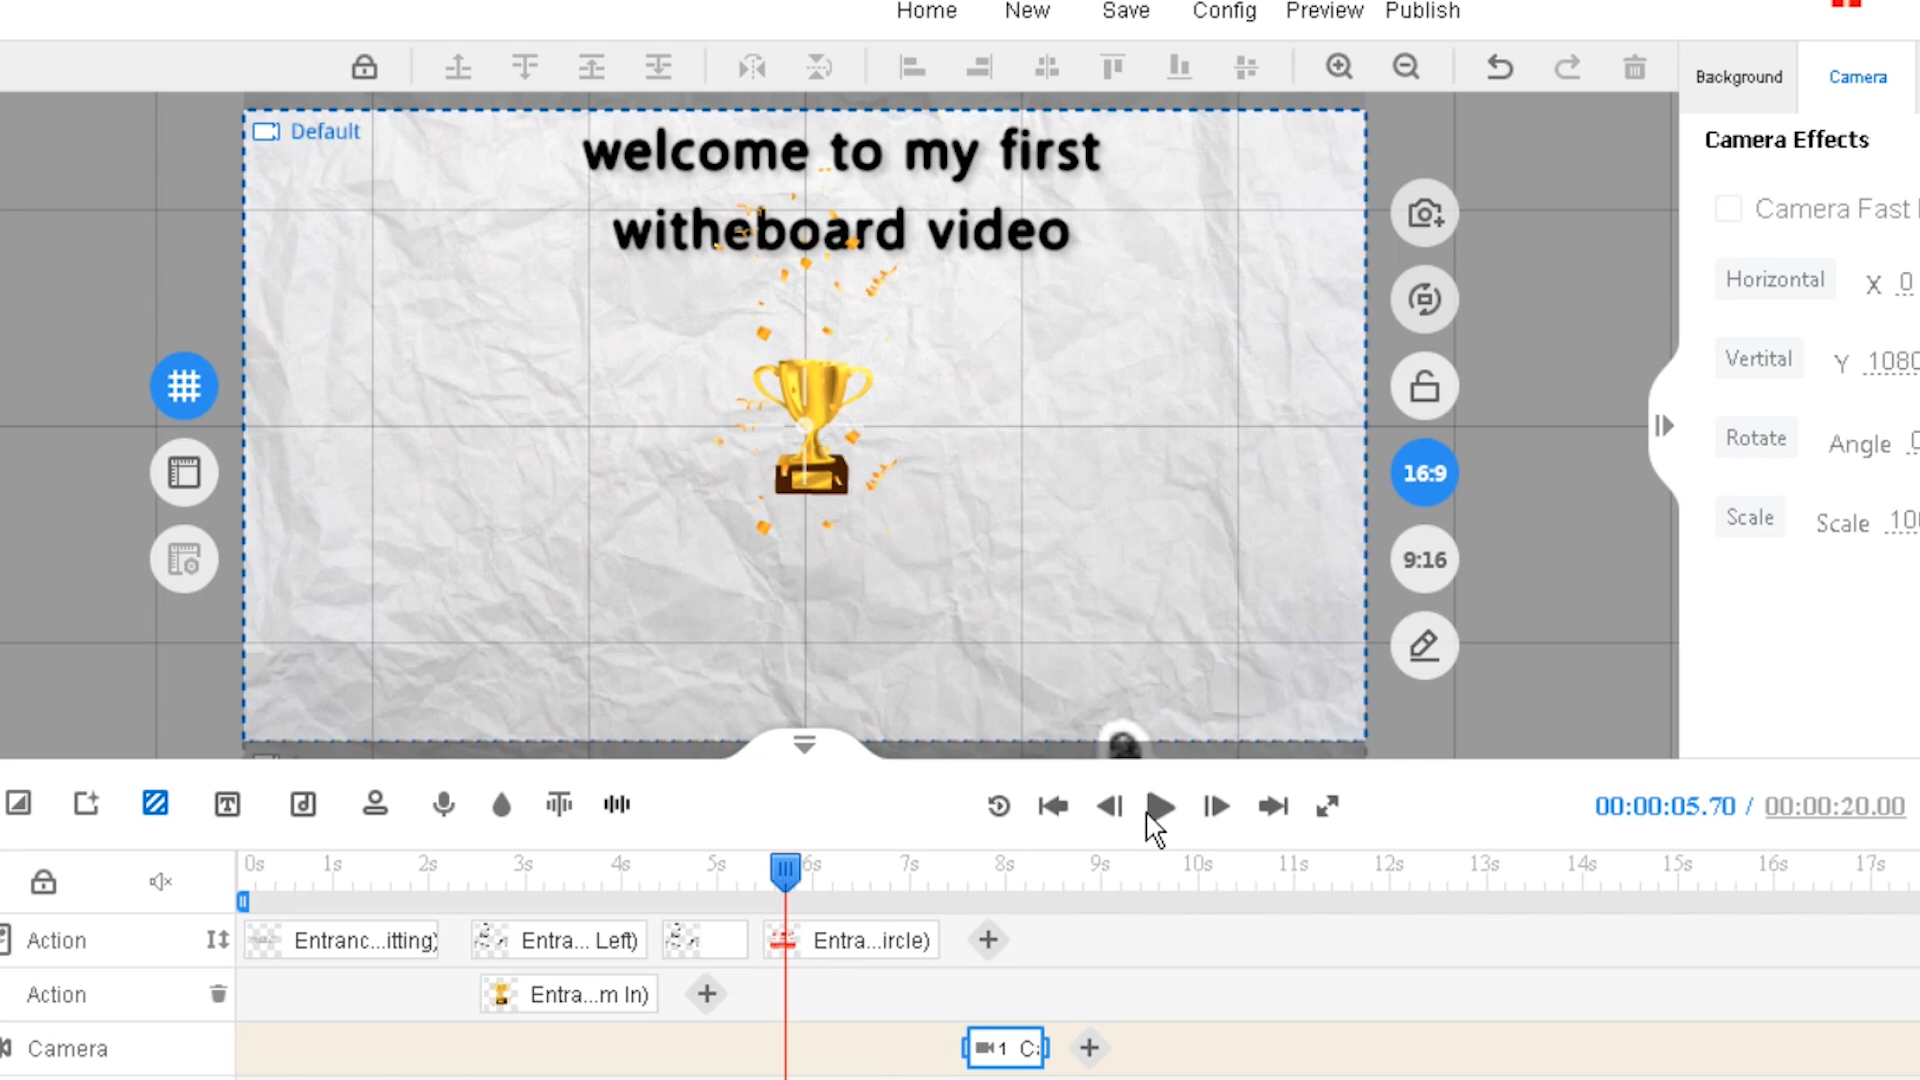 Home New Save Config Preview Publish
Background Camera
Default
welcome to my first
witheboard video
Camera Effects
Camera Fast
Horizontal X 0
Vertital Y 1080
Rotate Angle
Scale Scale
16:9
9:16
00:00:05.70 / 00:00:20.00
0s 1s 2s 3s 4s 5s 6s 7s 8s 9s 10s 11s 12s 13s 14s 15s 16s 17s
Action Entranc...itting) Entra... Left) Entra...ircle)
Action Entra...m In)
Camera 1